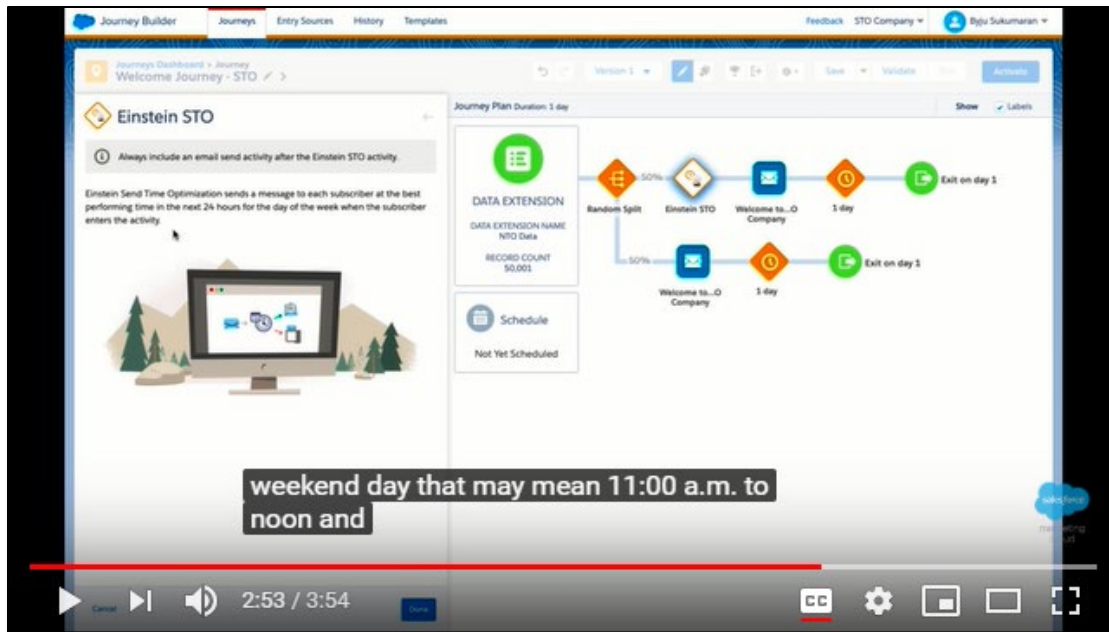 Journey Builder Journeys Entry Sources History Templates Feedback STO Company Byju Sukumaran
Journeys Dashboard > Journey
Welcome Journey - STO
Version 1 Save Validate Activate
Einstein STO
Always include an email send activity after the Einstein STO activity.
Einstein Send Time Optimization sends a message to each subscriber at the best
performing time in the next 24 hours for the day of the week when the subscriber
enters the activity.
Journey Plan Duration: 1 day Show Labels
DATA EXTENSION
DATA EXTENSION NAME
NTO Data
RECORD COUNT
50,001
Schedule
Not Yet Scheduled
50%
Random Split
Einstein STO
Welcome to...O
Company
1 day
Exit on day 1
50%
Welcome to...O
Company
1 day
Exit on day 1
weekend day that may mean 11:00 a.m. to
noon and
salesforce
marketing
cloud
2:53 / 3:54
CC
Cancel
Done